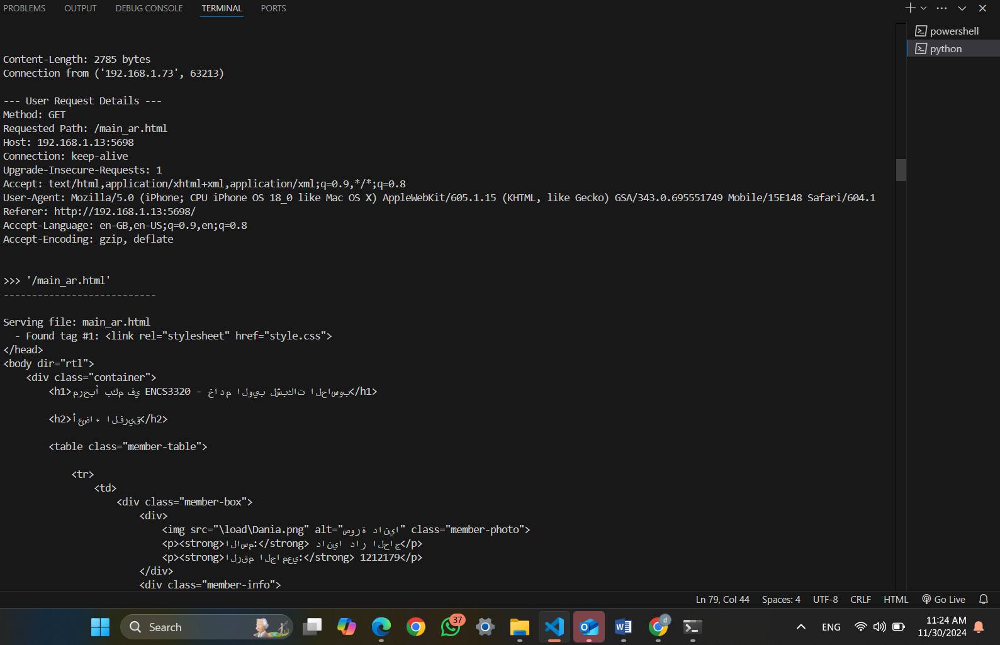 PROBLEMS OUTPUT DEBUG CONSOLE TERMINAL PORTS
powershell
python
Content-Length: 2785 bytes
Connection from ('192.168.1.73', 63213)
--- User Request Details ---
Method: GET
Requested Path: /main_ar.html
Host: 192.168.1.13:5698
Connection: keep-alive
Upgrade-Insecure-Requests: 1
Accept: text/html,application/xhtml+xml,application/xml;q=0.9,*/*;q=0.8
User-Agent: Mozilla/5.0 (iPhone; CPU iPhone OS 18_0 like Mac OS X) AppleWebKit/605.1.15 (KHTML, like Gecko) GSA/343.0.695551749 Mobile/15E148 Safari/604.1
Referer: http://192.168.1.13:5698/
Accept-Language: en-GB,en-US;q=0.9,en;q=0.8
Accept-Encoding: gzip, deflate
>>> '/main_ar.html'
---------------------------
Serving file: main_ar.html
- Found tag #1: <link rel="stylesheet" href="style.css">
</head>
<body dir="rtl">
<div class="container">
<h1>مرحبأ بكم في ENCS3320 - خادم الويب لشبكات الحاسوب</h1>
<h2>أعضاء الفريق</h2>
<table class="member-table">
<tr>
<td>
<div class="member-box">
<div>
<img src="\load\Dania.png" alt="صورة دانيا" class="member-photo">
<p><strong>الاسم:</strong> دانيا دار الحاج</p>
<p><strong>الرقم الجامعي:</strong> 1212179</p>
</div>
<div class="member-info">
Ln 79, Col 44 Spaces: 4 UTF-8 CRLF HTML Go Live
Search
37
d
ENG
11:24 AM
11/30/2024